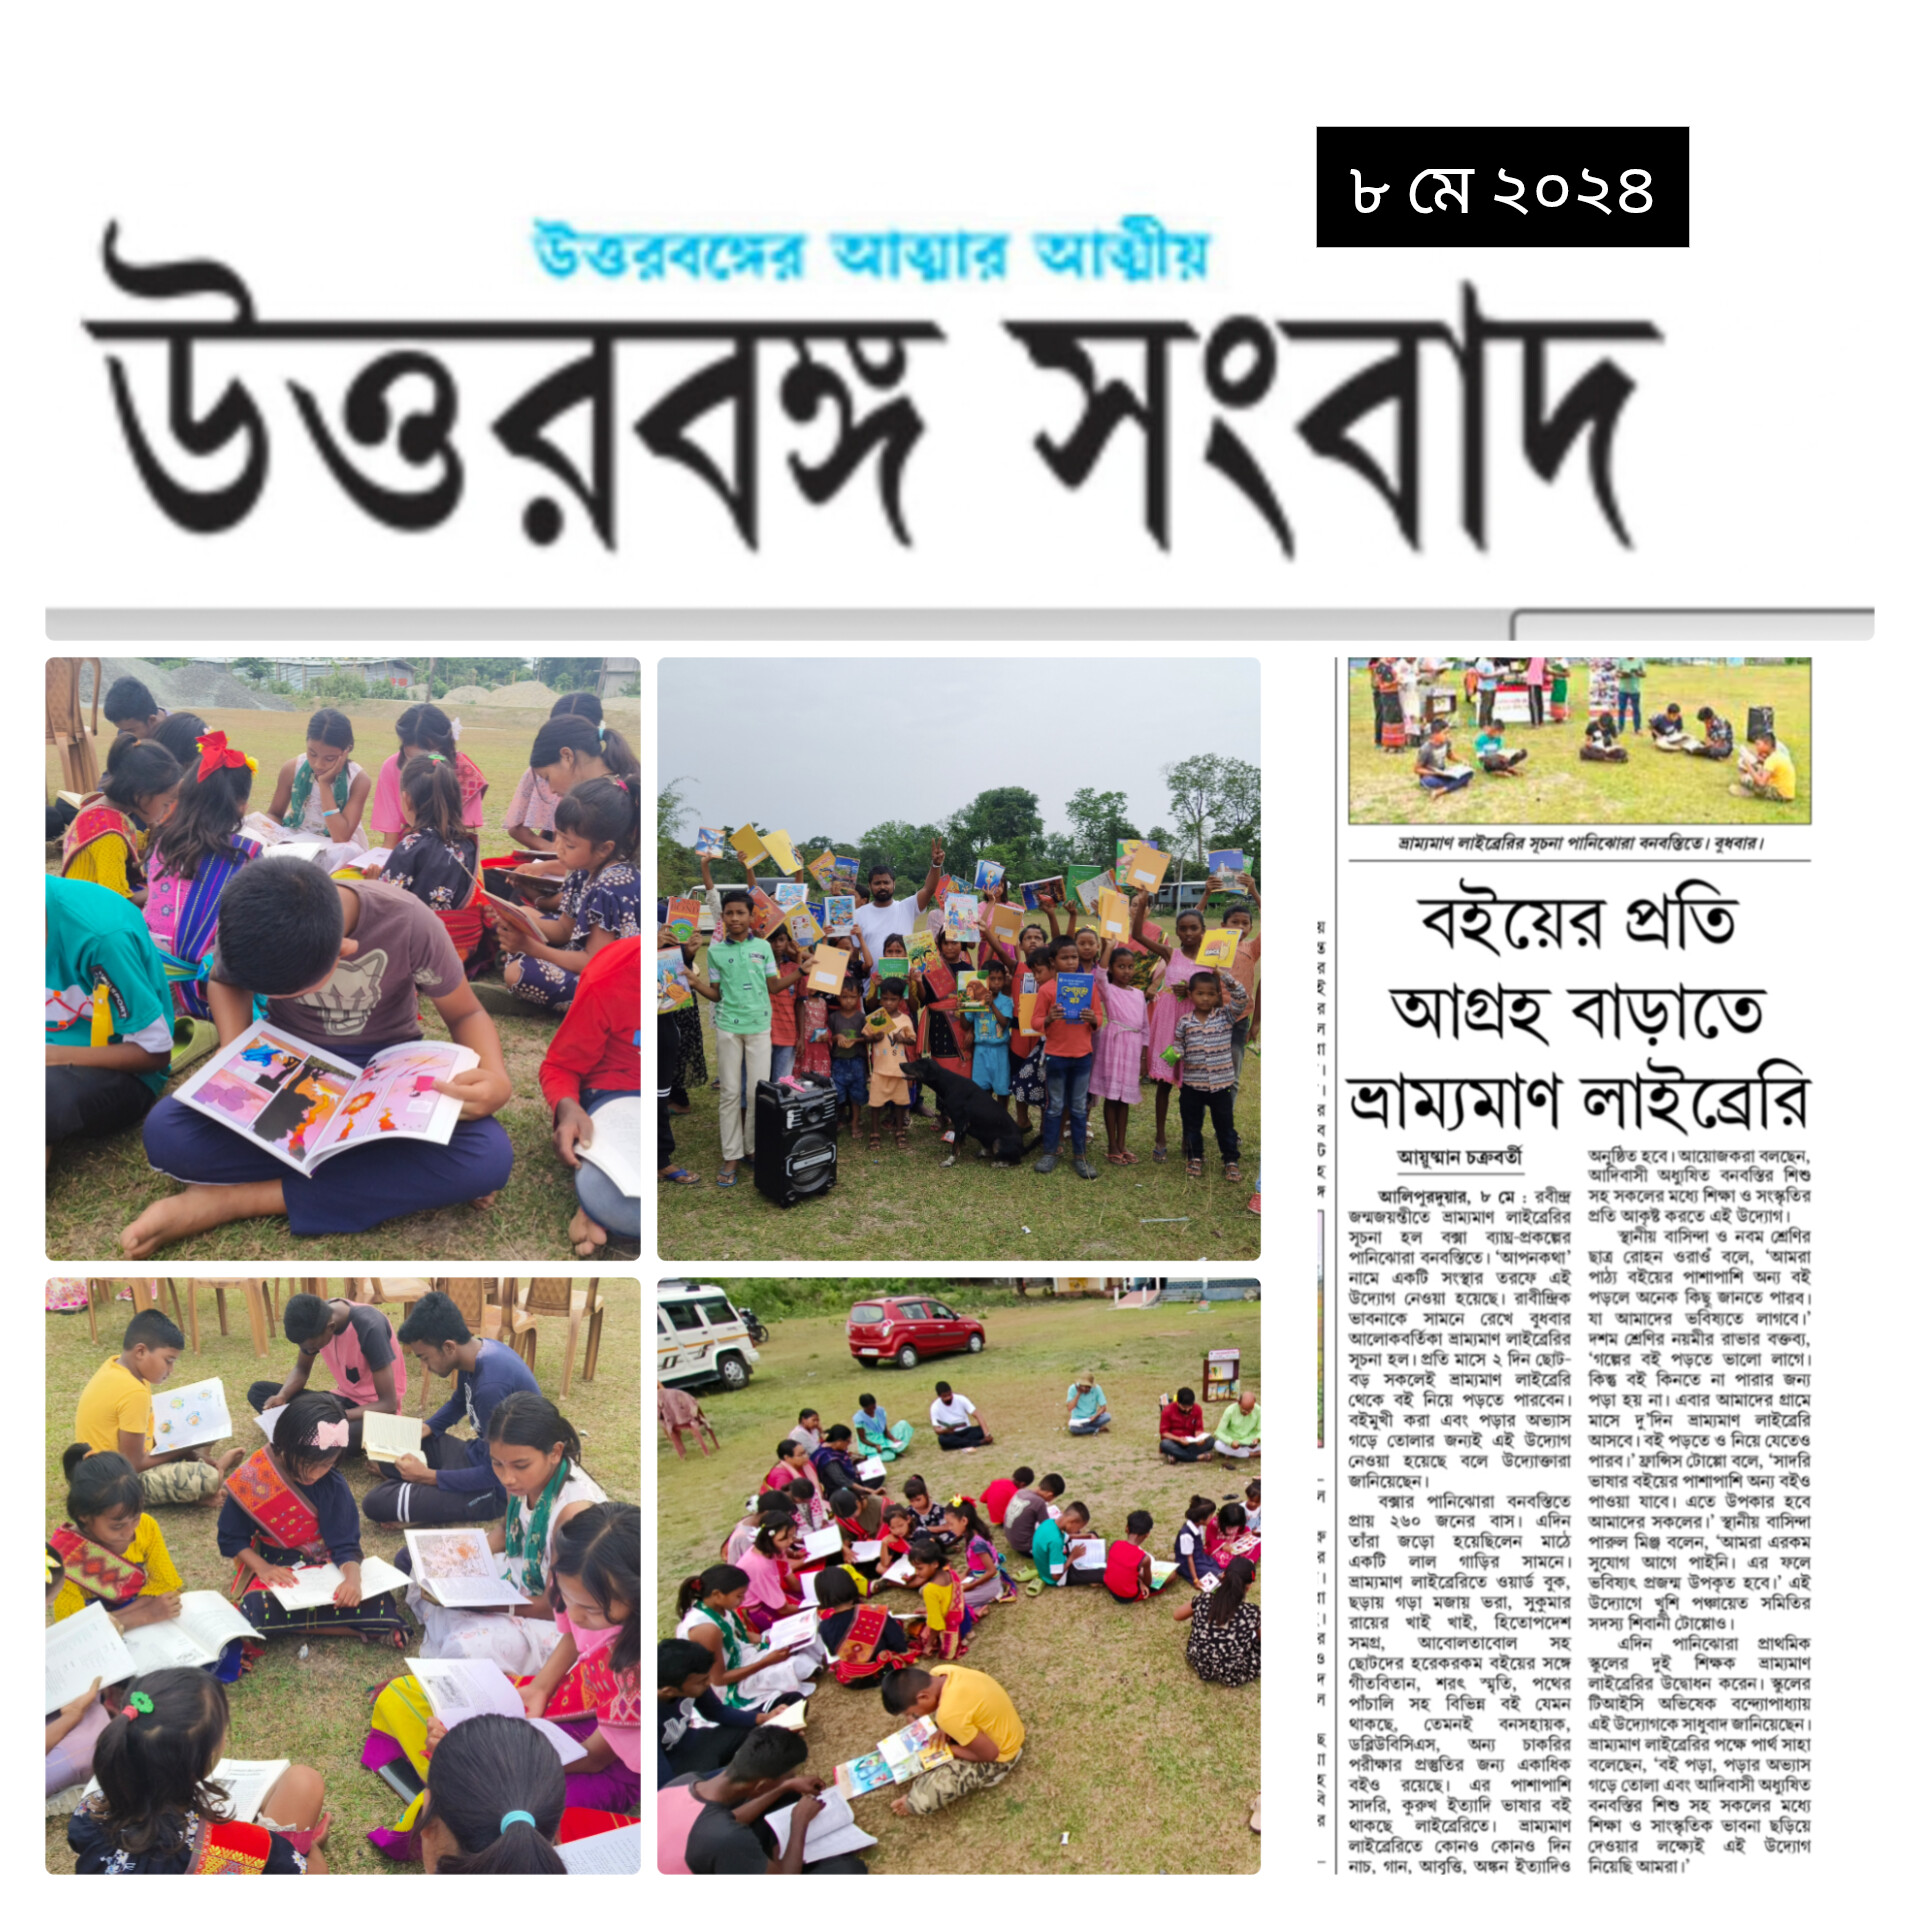 ৮ মে ২০২৪
উত্তরবঙ্গের আত্মার আত্মীয়
উত্তরবঙ্গ সংবাদ
ভ্রাম্যমাণ লাইব্রেরির সূচনা পানিঝোরা বনবস্তিতে। বুধবার।
বইয়ের প্রতি
আগ্রহ বাড়াতে
ভ্রাম্যমাণ লাইব্রেরি
আয়ুষ্মান চক্রবর্তী
আলিপুরদুয়ার, ৮ মে : রবীন্দ্র
জন্মজয়ন্তীতে ভ্রাম্যমাণ লাইব্রেরির
সূচনা হল বক্সা ব্যাঘ্র-প্রকল্পের
পানিঝোরা বনবস্তিতে। ‘আপনকথা’
নামে একটি সংস্থার তরফে এই
উদ্যোগ নেওয়া হয়েছে। রাবীন্দ্রিক
ভাবনাকে সামনে রেখে বুধবার
আলোকবর্তিকা ভ্রাম্যমাণ লাইব্রেরির
সূচনা হল। প্রতি মাসে ২ দিন ছোট-
বড় সকলেই ভ্রাম্যমাণ লাইব্রেরি
থেকে বই নিয়ে পড়তে পারবেন।
বইমুখী করা এবং পড়ার অভ্যাস
গড়ে তোলার জন্যই এই উদ্যোগ
নেওয়া হয়েছে বলে উদ্যোক্তারা
জানিয়েছেন।
বক্সার পানিঝোরা বনবস্তিতে
প্রায় ২৬০ জনের বাস। এদিন
তাঁরা জড়ো হয়েছিলেন মাঠে
একটি লাল গাড়ির সামনে।
ভ্রাম্যমাণ লাইব্রেরিতে ওয়ার্ড বুক,
ছড়ায় গড়া মজায় ভরা, সুকুমার
রায়ের খাই খাই, হিতোপদেশ
সমগ্র, আবোলতাবোল সহ
ছোটদের হরেকরকম বইয়ের সঙ্গে
গীতবিতান, শরৎ স্মৃতি, পথের
পাঁচালি সহ বিভিন্ন বই যেমন
থাকছে, তেমনই বনসহায়ক,
ডব্লিউবিসিএস, অন্য চাকরির
পরীক্ষার প্রস্তুতির জন্য একাধিক
বইও রয়েছে। এর পাশাপাশি
সাদরি, কুরুখ ইত্যাদি ভাষার বই
থাকছে লাইব্রেরিতে। ভ্রাম্যমাণ
লাইব্রেরিতে কোনও কোনও দিন
নাচ, গান, আবৃত্তি, অঙ্কন ইত্যাদিও
অনুষ্ঠিত হবে। আয়োজকরা বলছেন,
আদিবাসী অধ্যুষিত বনবস্তির শিশু
সহ সকলের মধ্যে শিক্ষা ও সংস্কৃতির
প্রতি আকৃষ্ট করতে এই উদ্যোগ।
স্থানীয় বাসিন্দা ও নবম শ্রেণির
ছাত্র রোহন ওরাওঁ বলে, ‘আমরা
পাঠ্য বইয়ের পাশাপাশি অন্য বই
পড়লে অনেক কিছু জানতে পারব।
যা আমাদের ভবিষ্যতে লাগবে।’
দশম শ্রেণির নয়মীর রাভার বক্তব্য,
‘গল্পের বই পড়তে ভালো লাগে।
কিন্তু বই কিনতে না পারার জন্য
পড়া হয় না। এবার আমাদের গ্রামে
মাসে দু’দিন ভ্রাম্যমাণ লাইব্রেরি
আসবে। বই পড়তে ও নিয়ে যেতেও
পারব।’ ফ্রান্সিস টোপ্পো বলে, ‘সাদরি
ভাষার বইয়ের পাশাপাশি অন্য বইও
পাওয়া যাবে। এতে উপকার হবে
আমাদের সকলের।’ স্থানীয় বাসিন্দা
পারুল মিঞ্জ বলেন, ‘আমরা এরকম
সুযোগ আগে পাইনি। এর ফলে
ভবিষ্যৎ প্রজন্ম উপকৃত হবে।’ এই
উদ্যোগে খুশি পঞ্চায়েত সমিতির
সদস্য শিবানী টোপ্পোও।
এদিন পানিঝোরা প্রাথমিক
স্কুলের দুই শিক্ষক ভ্রাম্যমাণ
লাইব্রেরির উদ্বোধন করেন। স্কুলের
টিআইসি অভিষেক বন্দ্যোপাধ্যায়
এই উদ্যোগকে সাধুবাদ জানিয়েছেন।
ভ্রাম্যমাণ লাইব্রেরির পক্ষে পার্থ সাহা
বলেছেন, ‘বই পড়া, পড়ার অভ্যাস
গড়ে তোলা এবং আদিবাসী অধ্যুষিত
বনবস্তির শিশু সহ সকলের মধ্যে
শিক্ষা ও সাংস্কৃতিক ভাবনা ছড়িয়ে
দেওয়ার লক্ষ্যেই এই উদ্যোগ
নিয়েছি আমরা।’